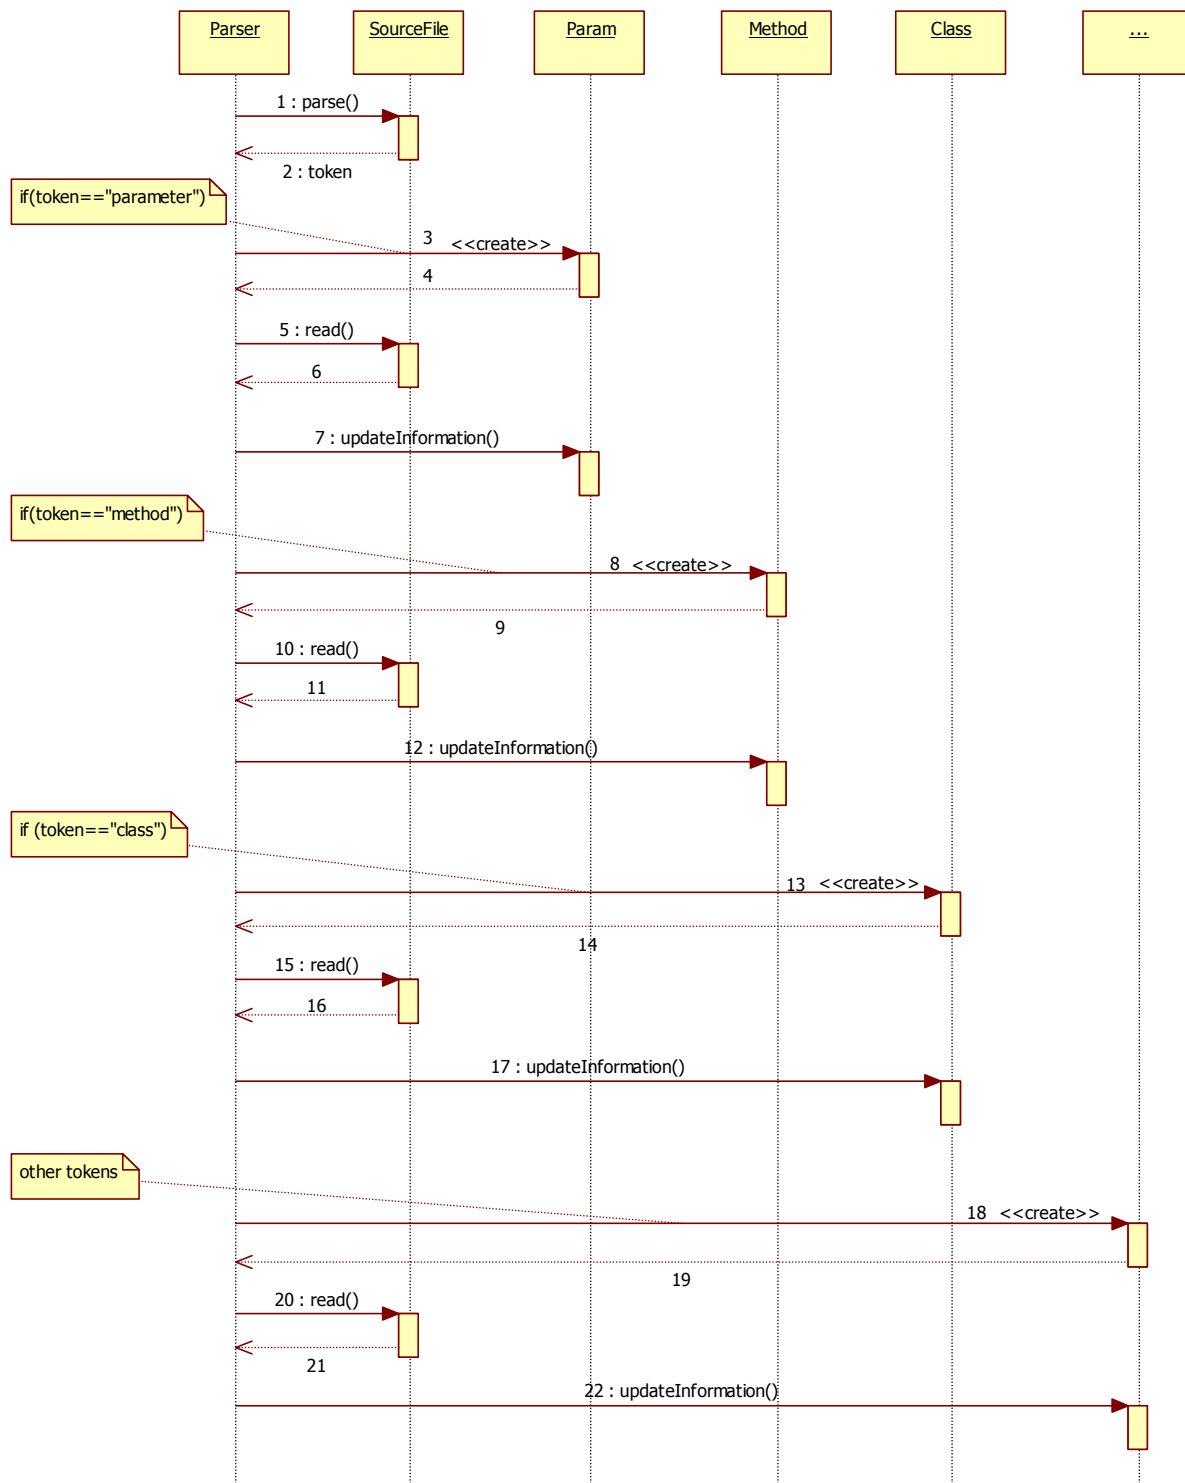 Parser
SourceFile
Param
Method
Class
...
1 : parse()
2 : token
if(token=="parameter")
3 <<create>>
4
5 : read()
6
7 : updateInformation()
if(token=="method")
8 <<create>>
9
10 : read()
11
12 : updateInformation()
if (token=="class")
13 <<create>>
14
15 : read()
16
17 : updateInformation()
other tokens
18 <<create>>
19
20 : read()
21
22 : updateInformation()